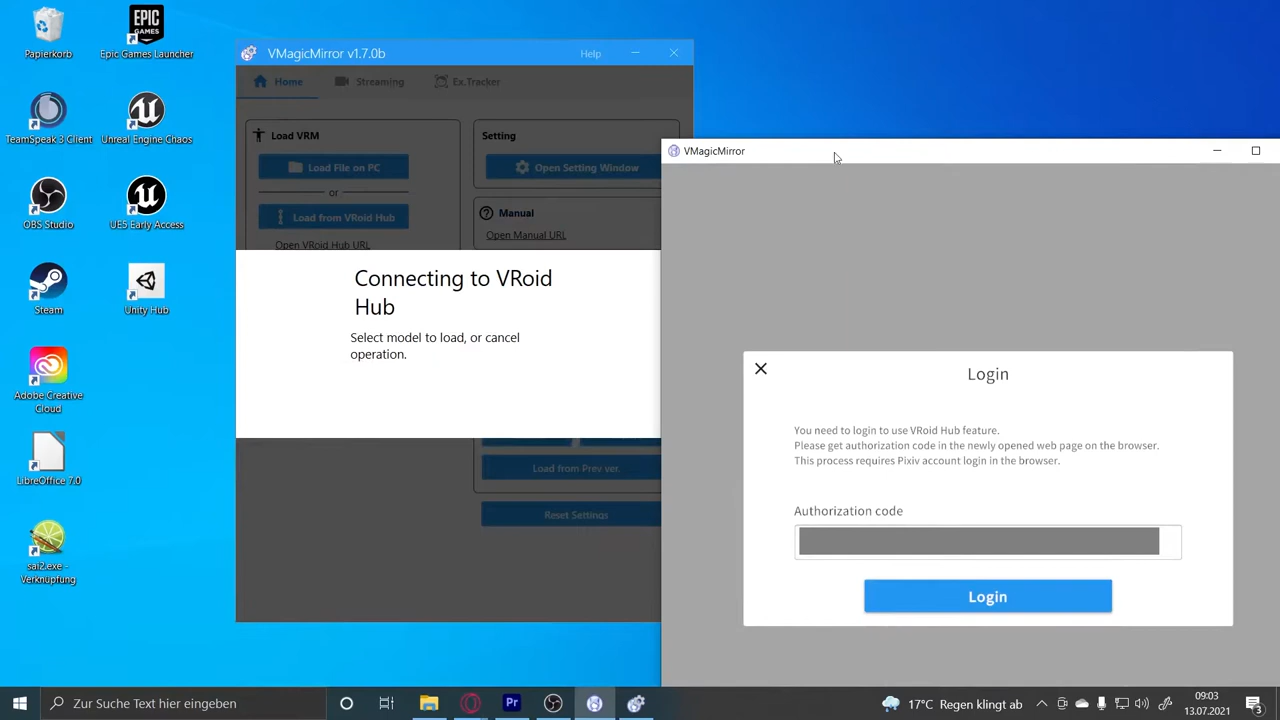 Papierkorb
Epic Games Launcher
TeamSpeak 3 Client
Unreal Engine Chaos
OBS Studio
UE5 Early Access
Steam
Unity Hub
Adobe Creative
Cloud
LibreOffice 7.0
sai2.exe -
Verknüpfung
VMagicMirror v1.7.0b
Help
Home
Streaming
Ex.Tracker
Load VRM
Load File on PC
or
Load from VRoid Hub
Open VRoid Hub URL
Setting
Open Setting Window
Manual
Open Manual URL
Connecting to VRoid
Hub
Select model to load, or cancel
operation.
Load from Prev ver.
Reset Settings
VMagicMirror
Login
You need to login to use VRoid Hub feature.
Please get authorization code in the newly opened web page on the browser.
This process requires Pixiv account login in the browser.
Authorization code
Login
Zur Suche Text hier eingeben
Pr
17°C Regen klingt ab
09:03
13.07.2021
3